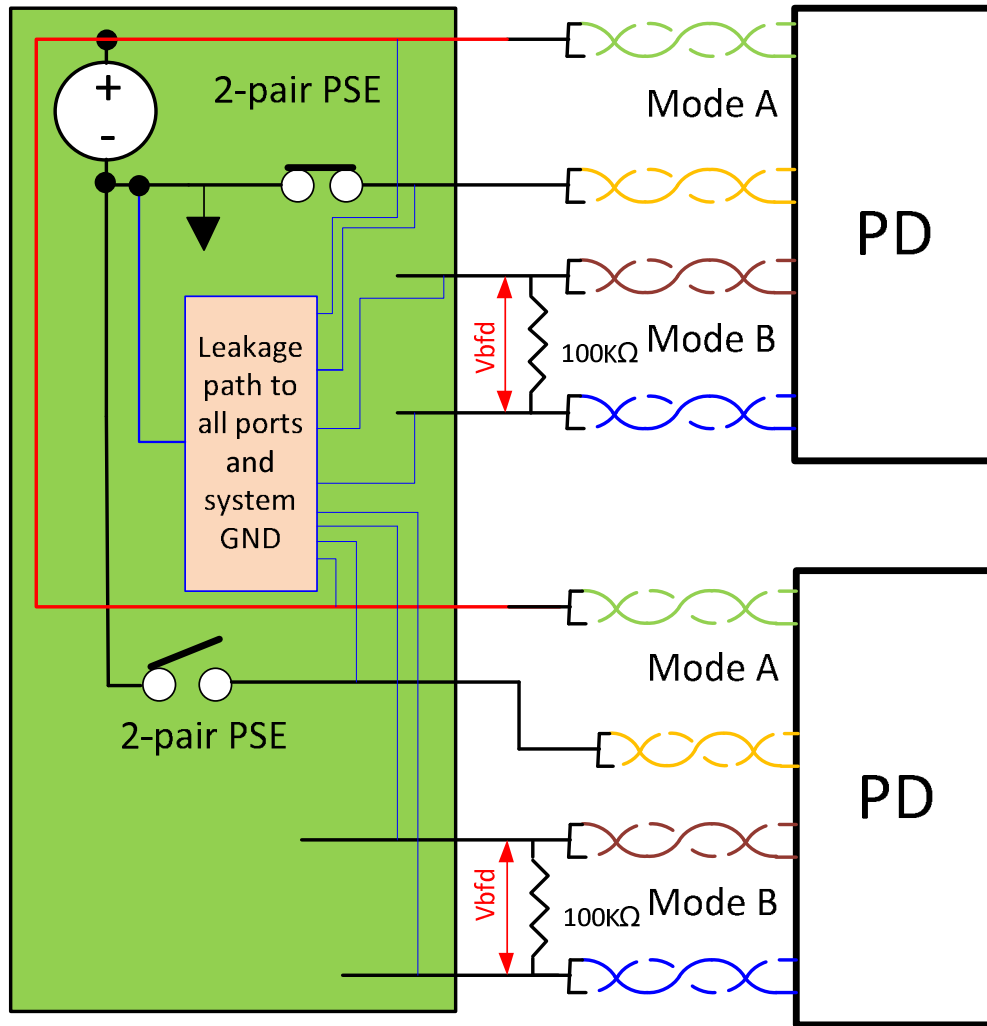 +
-
2-pair PSE
Mode A
PD
Leakage
path to
all ports
and
system
GND
Vbfd
100KΩ
Mode B
Mode A
2-pair PSE
PD
Vbfd
100KΩ
Mode B